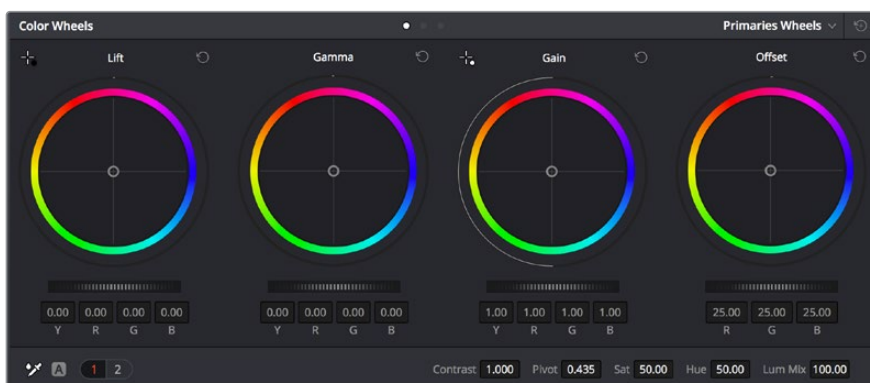 Color Wheels Primaries Wheels
Lift Gamma Gain Offset
0.00 0.00 0.00 0.00 0.00 0.00 0.00 0.00 1.00 1.00 1.00 1.00 25.00 25.00 25.00
Y R G B Y R G B Y R G B R G B
A 1 2 Contrast 1.000 Pivot 0.435 Sat 50.00 Hue 50.00 Lum Mix 100.00